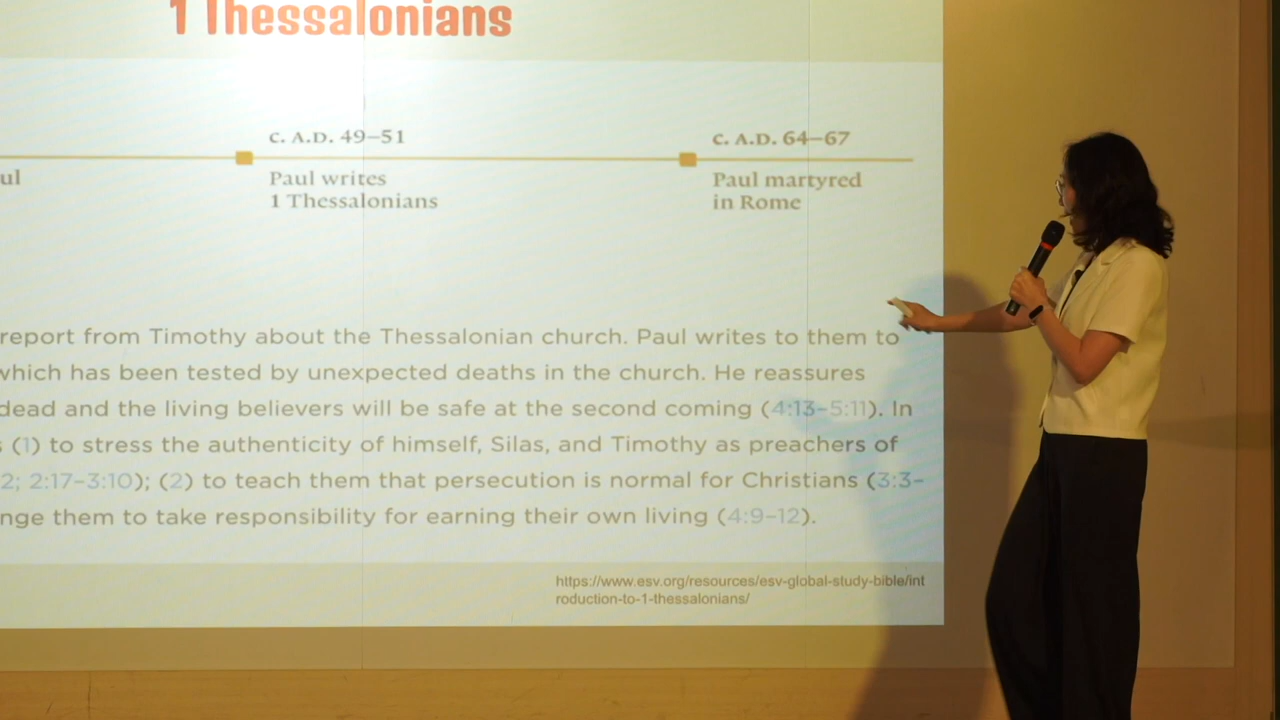 1 Thessalonians
C. A.D. 49–51
C. A.D. 64–67
ul
Paul writes
1 Thessalonians
Paul martyred
in Rome
report from Timothy about the Thessalonian church. Paul writes to them to
which has been tested by unexpected deaths in the church. He reassures
dead and the living believers will be safe at the second coming (4:13–5:11). In
s (1) to stress the authenticity of himself, Silas, and Timothy as preachers of
2; 2:17–3:10); (2) to teach them that persecution is normal for Christians (3:3–
nge them to take responsibility for earning their own living (4:9–12).
https://www.esv.org/resources/esv-global-study-bible/int
roduction-to-1-thessalonians/